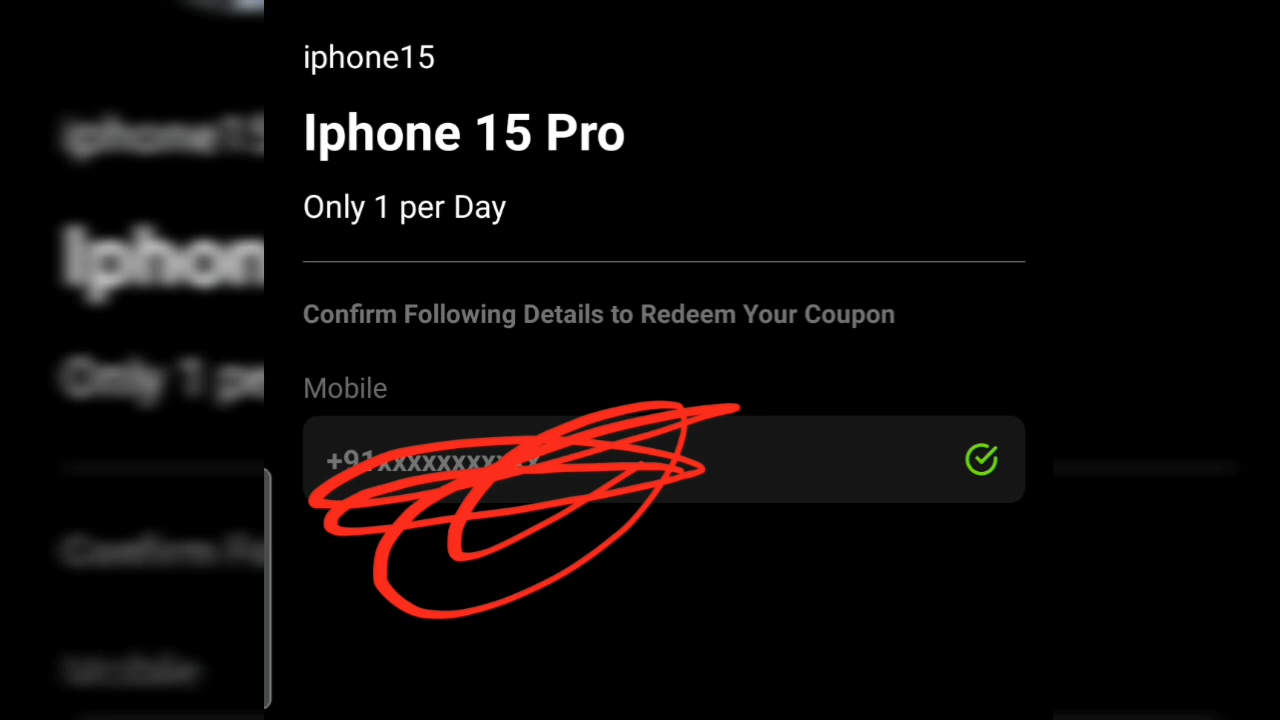 iphone15
Iphone 15 Pro
Only 1 per Day
Confirm Following Details to Redeem Your Coupon
Mobile